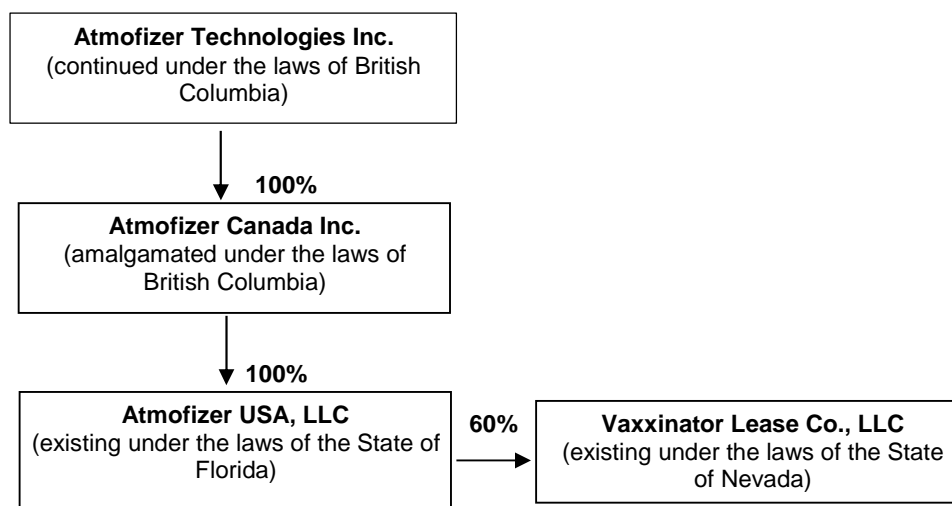 Atmofizer Technologies Inc.
(continued under the laws of British
Columbia)
100%
Atmofizer Canada Inc.
(amalgamated under the laws of
British Columbia)
100%
Atmofizer USA, LLC
(existing under the laws of the State of
Florida)
60%
Vaxxinator Lease Co., LLC
(existing under the laws of the State
of Nevada)